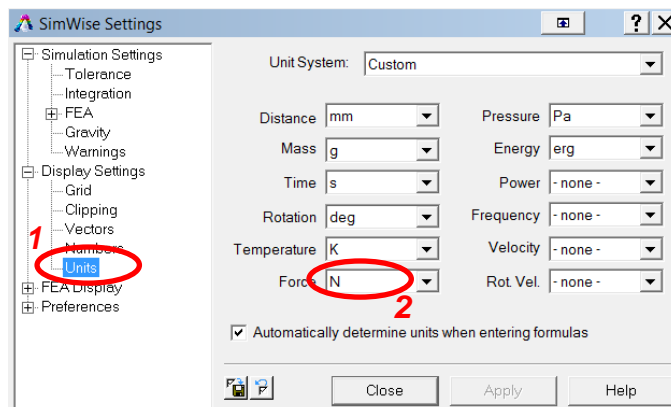 SimWise Settings
Simulation Settings
Tolerance
Integration
FEA
Gravity
Warnings
Display Settings
Grid
Clipping
Vectors
Numbers
Units
FEA Display
Preferences
1
Unit System: Custom
Distance mm Pressure Pa
Mass g Energy erg
Time s Power - none -
Rotation deg Frequency - none -
Temperature K Velocity - none -
Force N Rot. Vel. - none -
2
Automatically determine units when entering formulas
Close Apply Help